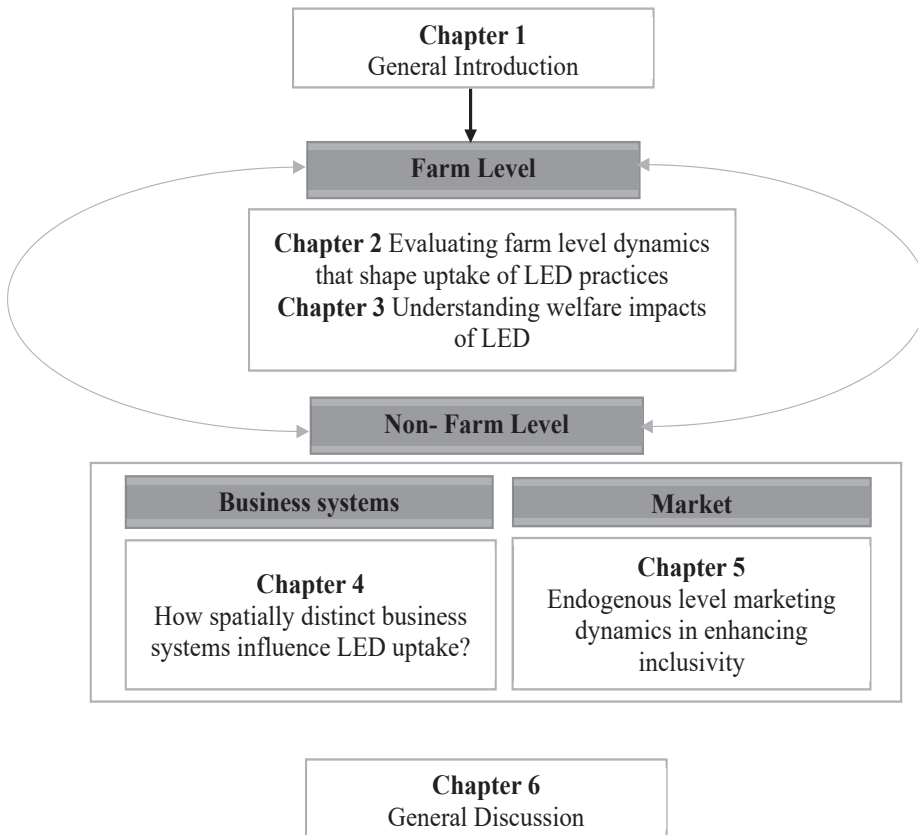 Chapter 1
General Introduction
Farm Level
Chapter 2 Evaluating farm level dynamics
that shape uptake of LED practices
Chapter 3 Understanding welfare impacts
of LED
Non- Farm Level
Business systems
Chapter 4
How spatially distinct business
systems influence LED uptake?
Market
Chapter 5
Endogenous level marketing
dynamics in enhancing
inclusivity
Chapter 6
General Discussion